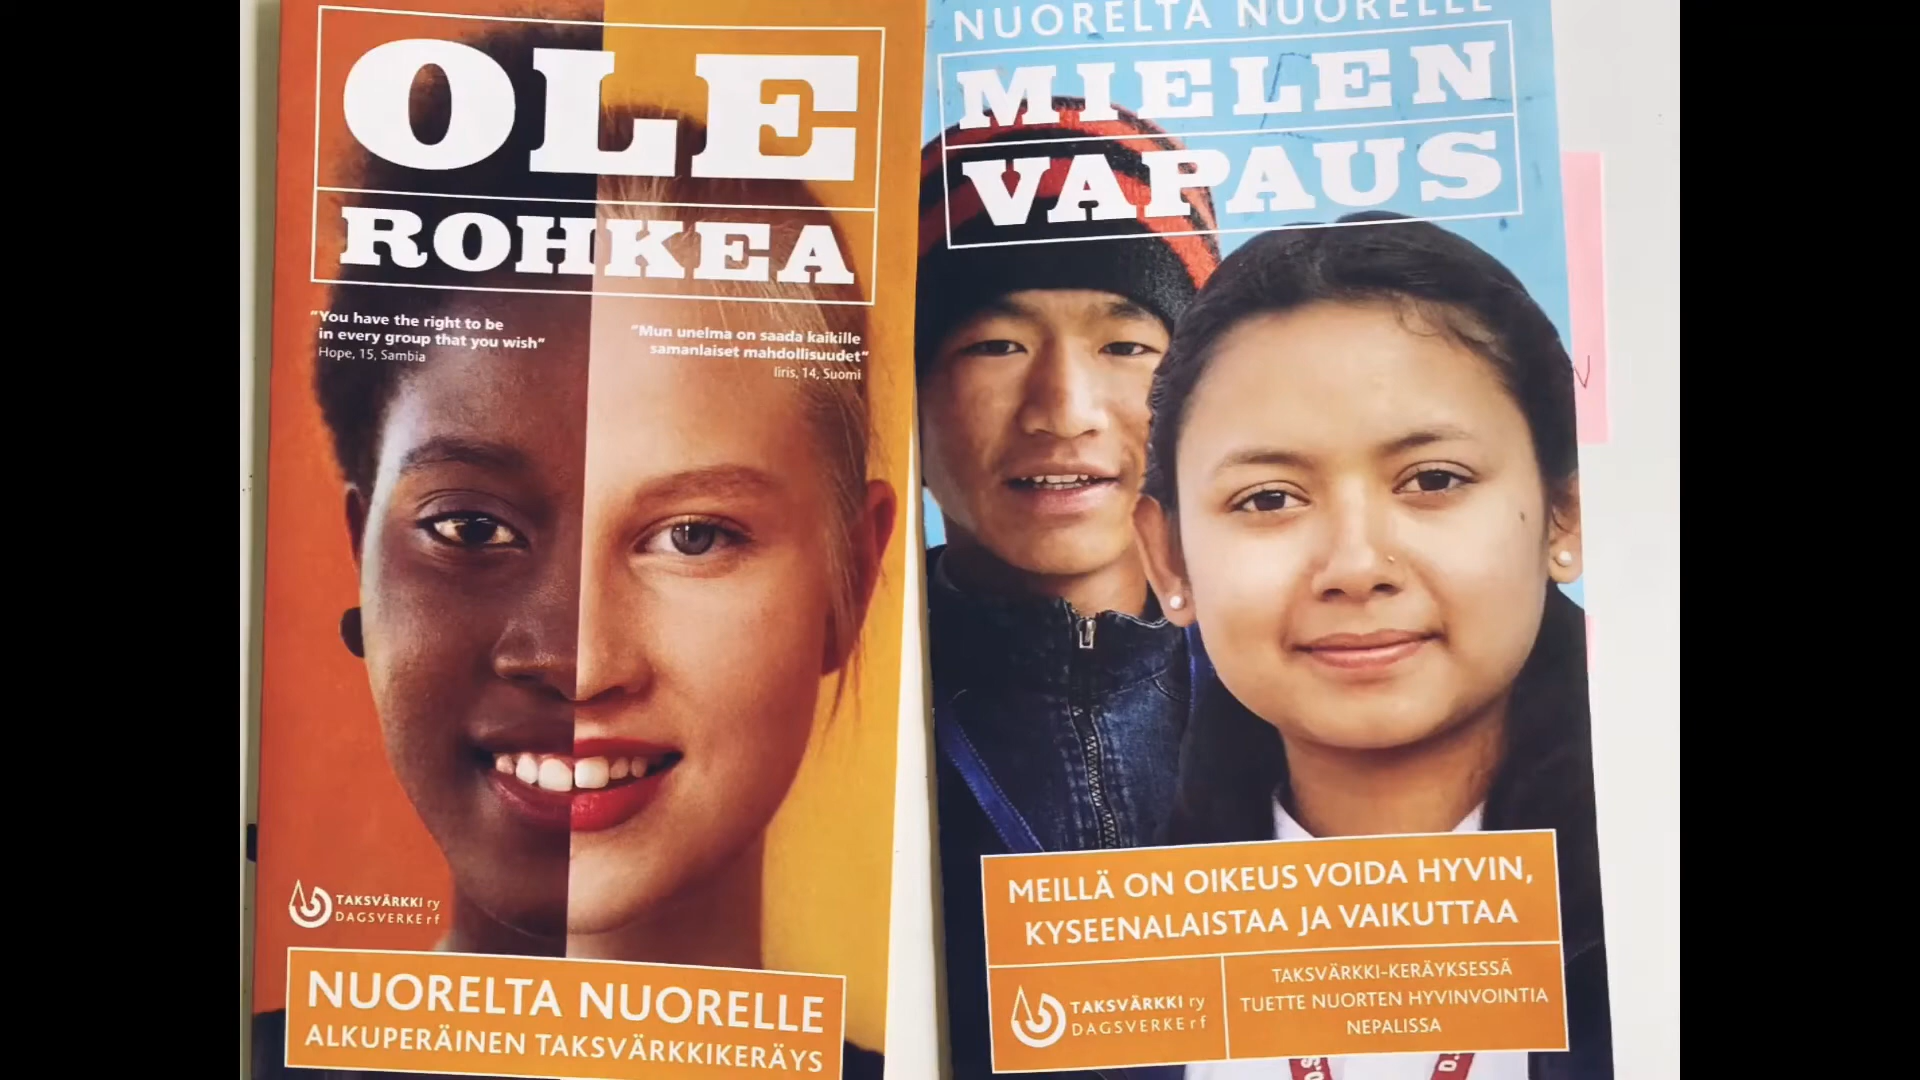 OLE
ROHKEA
"You have the right to be
in every group that you wish"
Hope, 15, Sambia
"Mun unelma on saada kaikille
samanlaiset mahdollisuudet"
Iiris, 14, Suomi
TAKSVÄRKKI ry
DAGSVERKE rf
NUORELTA NUORELLE
ALKUPERÄINEN TAKSVÄRKKIKERÄYS
NUORELTA NUORELLE
MIELEN
VAPAUS
MEILLÄ ON OIKEUS VOIDA HYVIN,
KYSEENALAISTAA JA VAIKUTTAA
TAKSVÄRKKI ry
DAGSVERKE rf
TAKSVÄRKKI-KERÄYKSESSÄ
TUETTE NUORTEN HYVINVOINTIA
NEPALISSA